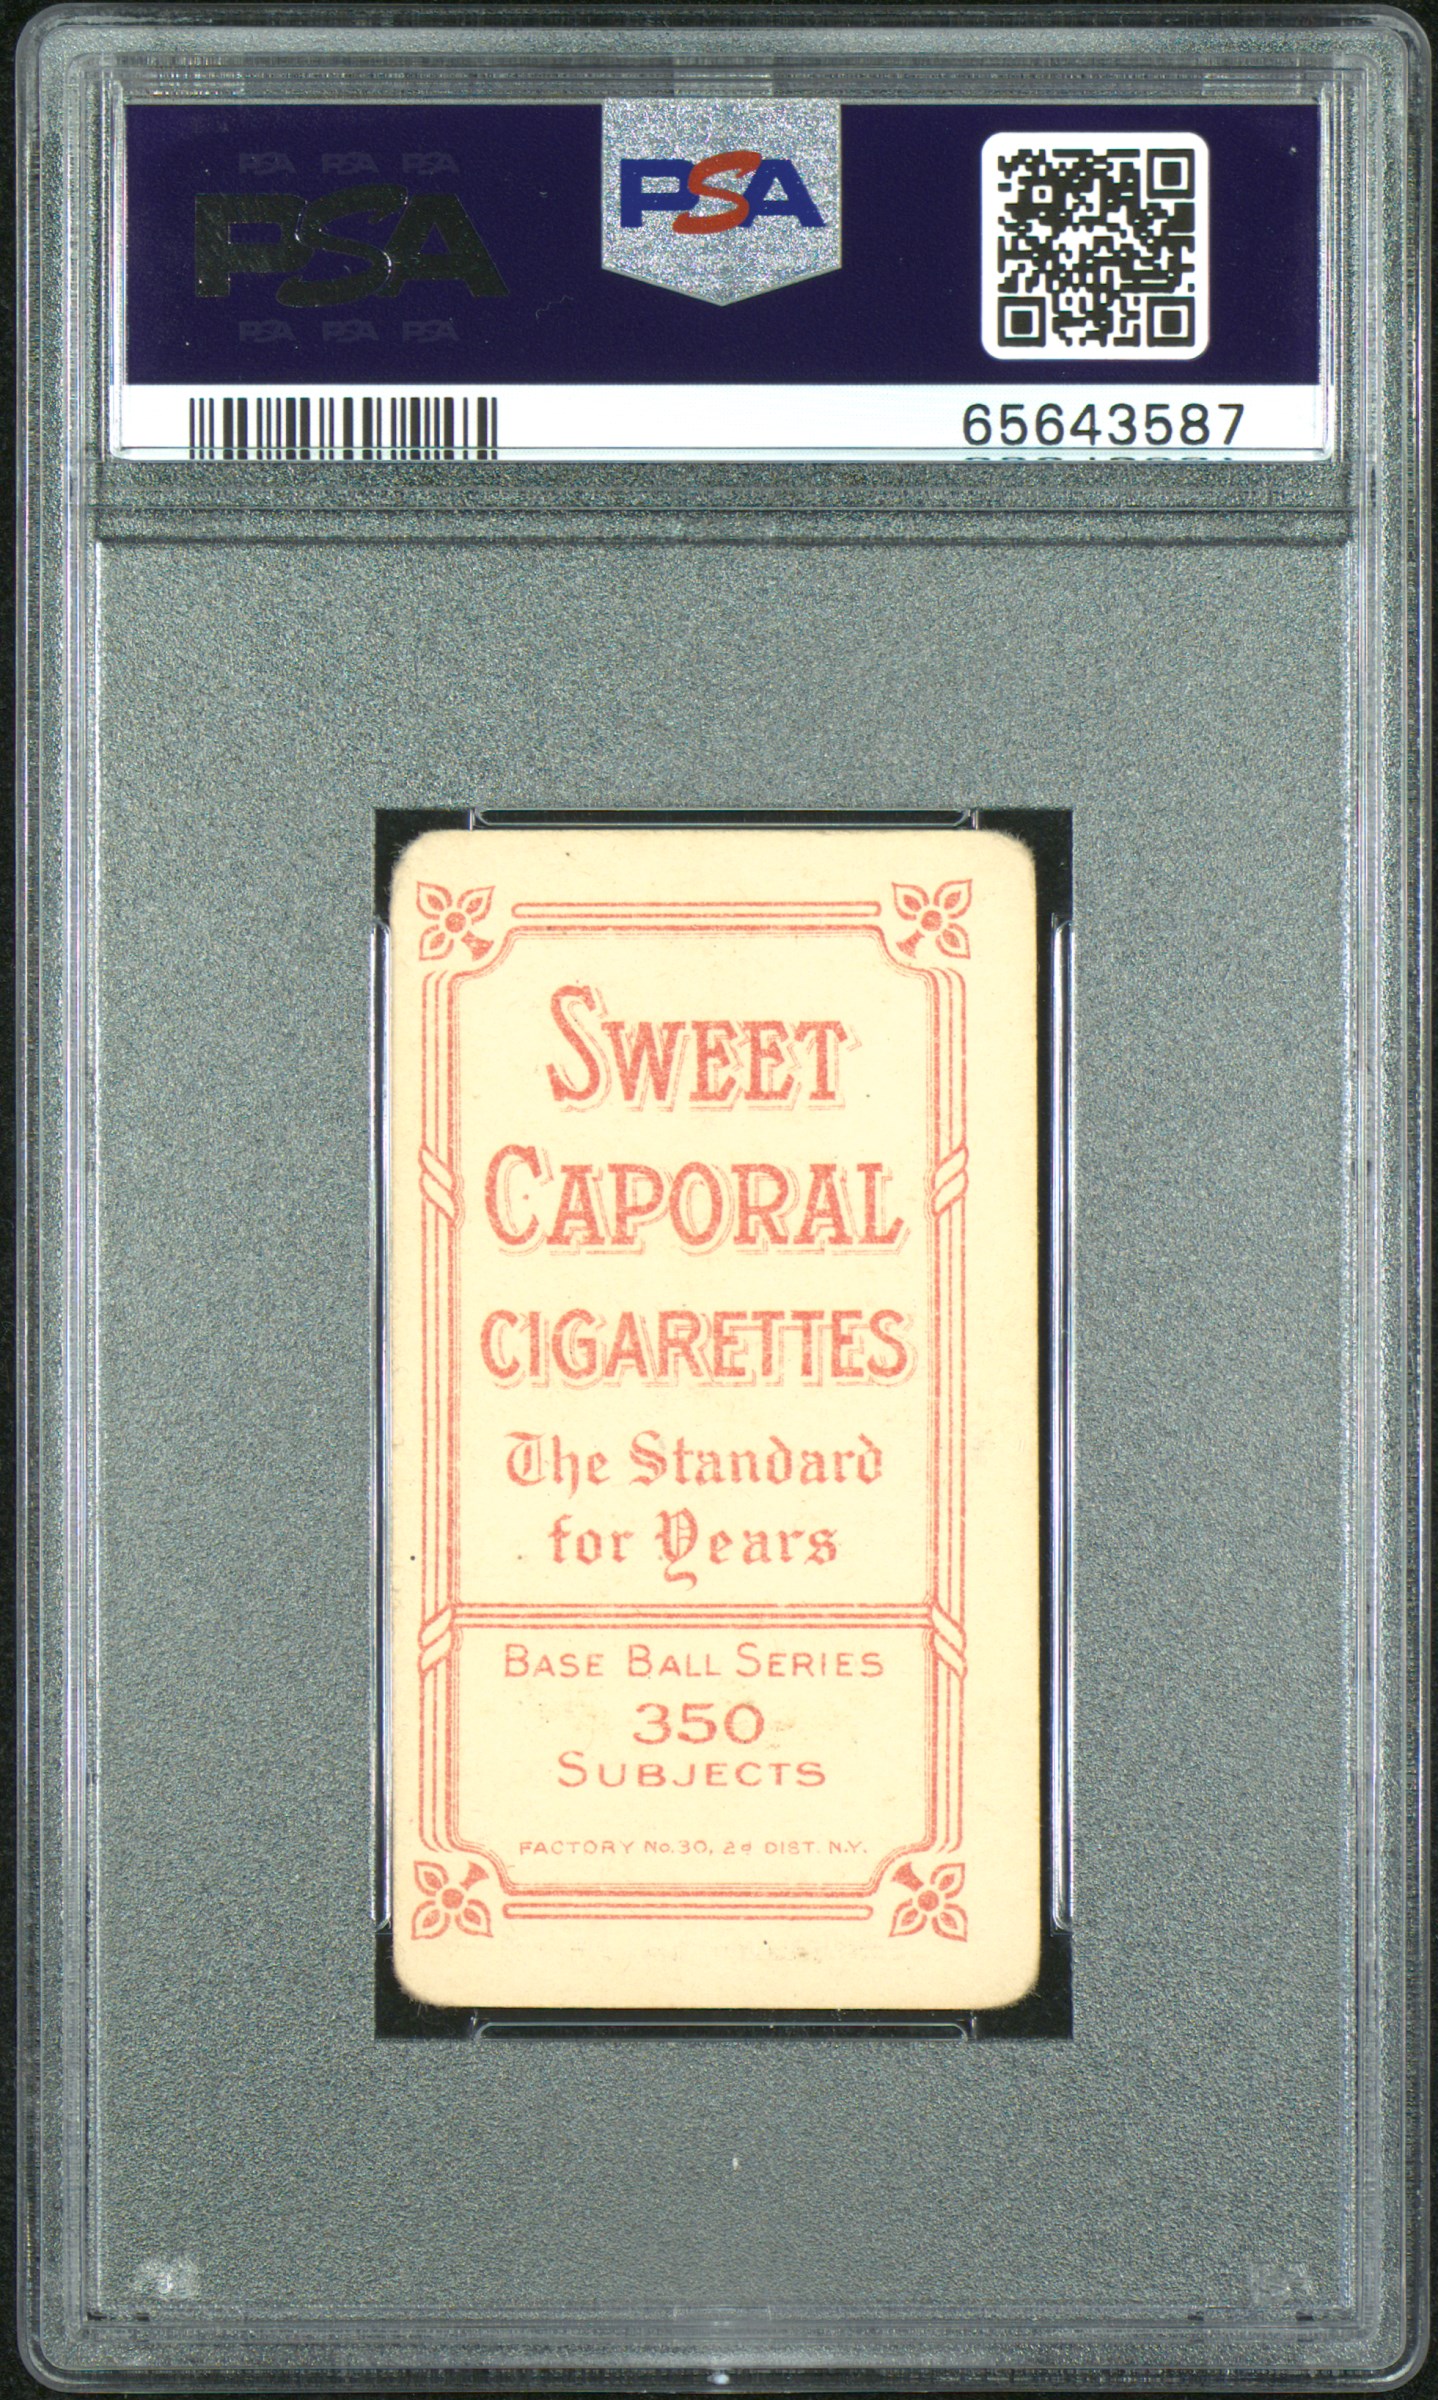 PSA PSA PSA
PSA
PSA PSA PSA
PSA
65643587
SWEET
CAPORAL
CIGARETTES
The Standard
for Years
BASE BALL SERIES
350
SUBJECTS
FACTORY No. 30, 2d DIST. N.Y.